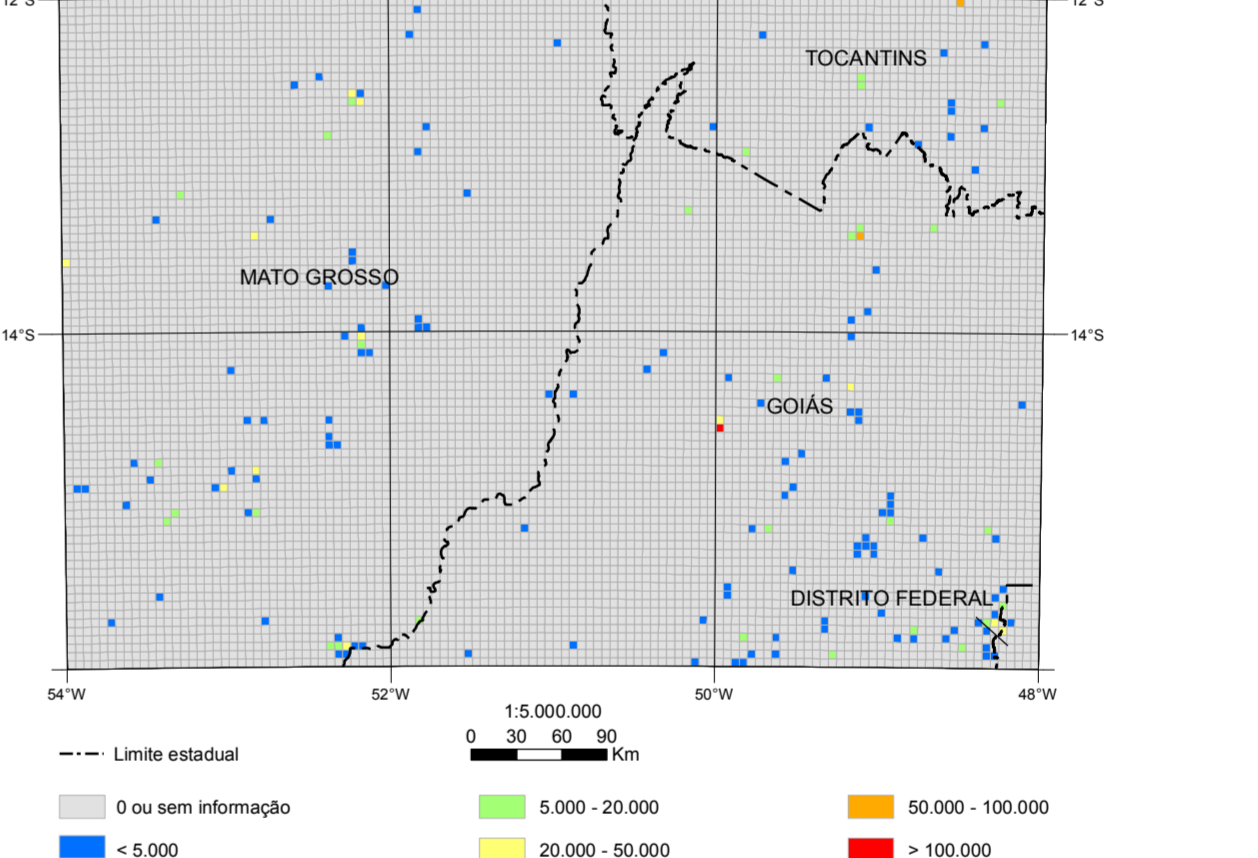 12°S
12°S
TOCANTINS
MATO GROSSO
14°S
14°S
GOIÁS
DISTRITO FEDERAL
54°W
52°W
50°W
48°W
1:5.000.000
0 30 60 90
Km
Limite estadual
0 ou sem informação
5.000 - 20.000
50.000 - 100.000
< 5.000
20.000 - 50.000
> 100.000